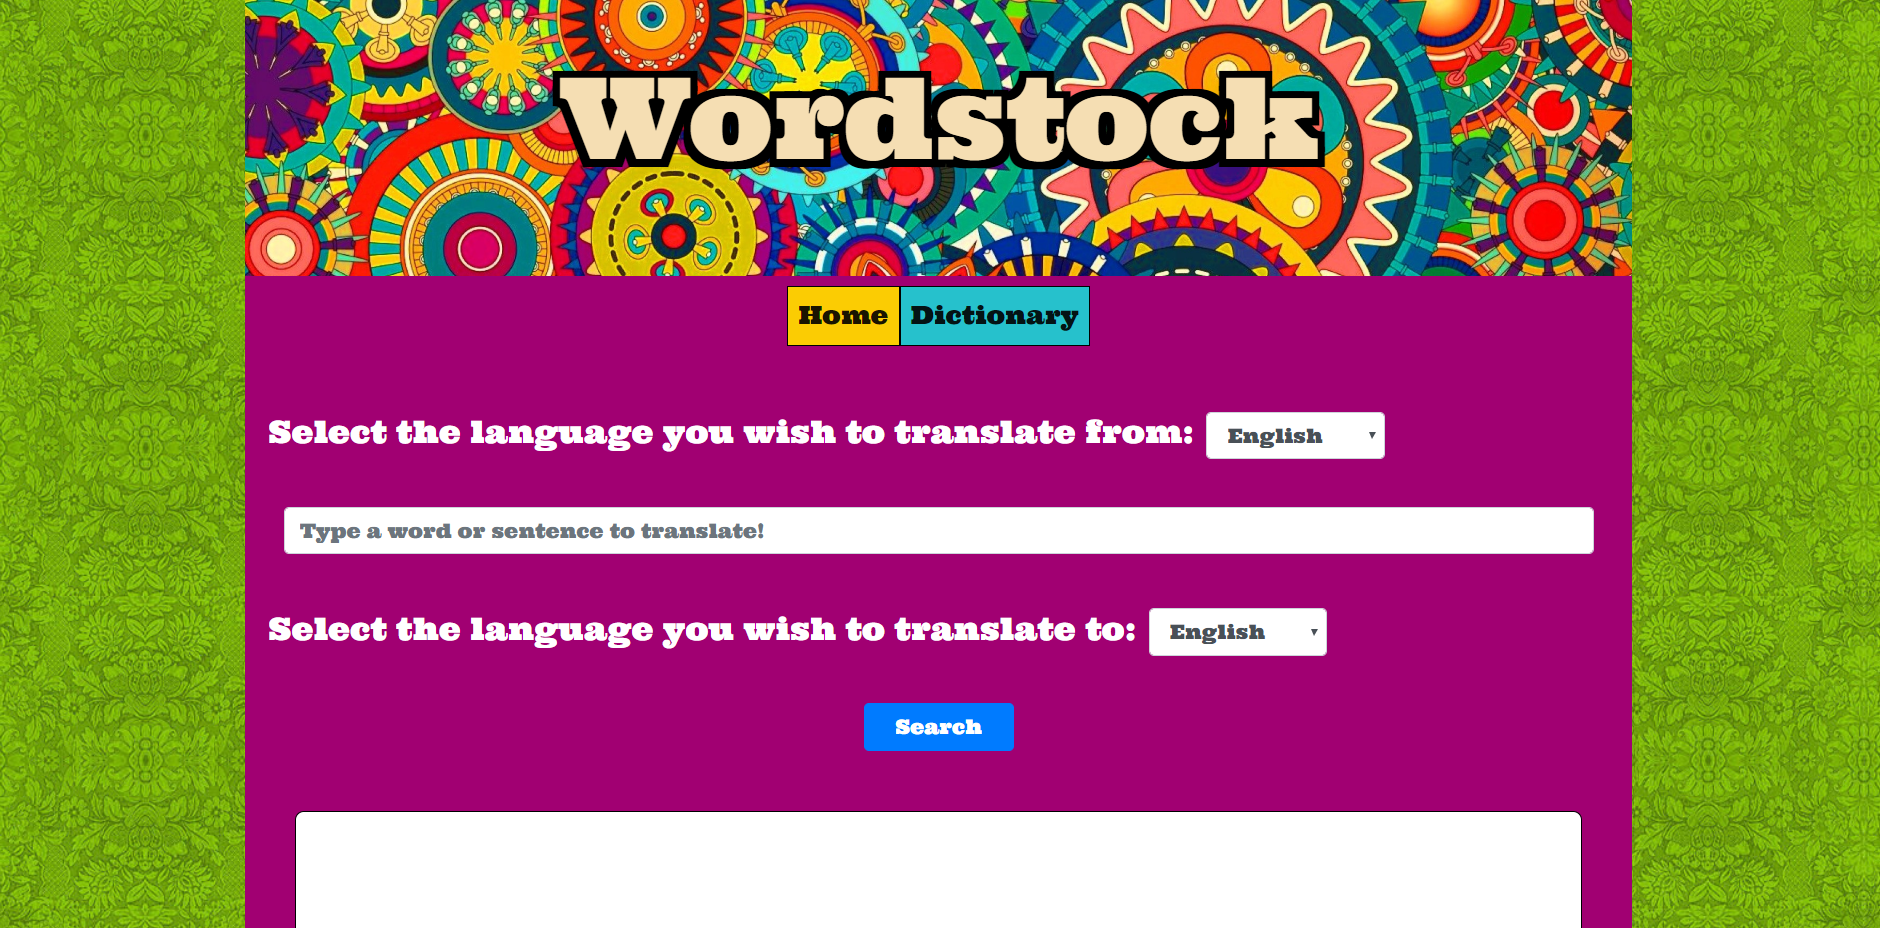 Wordstock
Home Dictionary
Select the language you wish to translate from: English
Type a word or sentence to translate!
Select the language you wish to translate to: English
Search